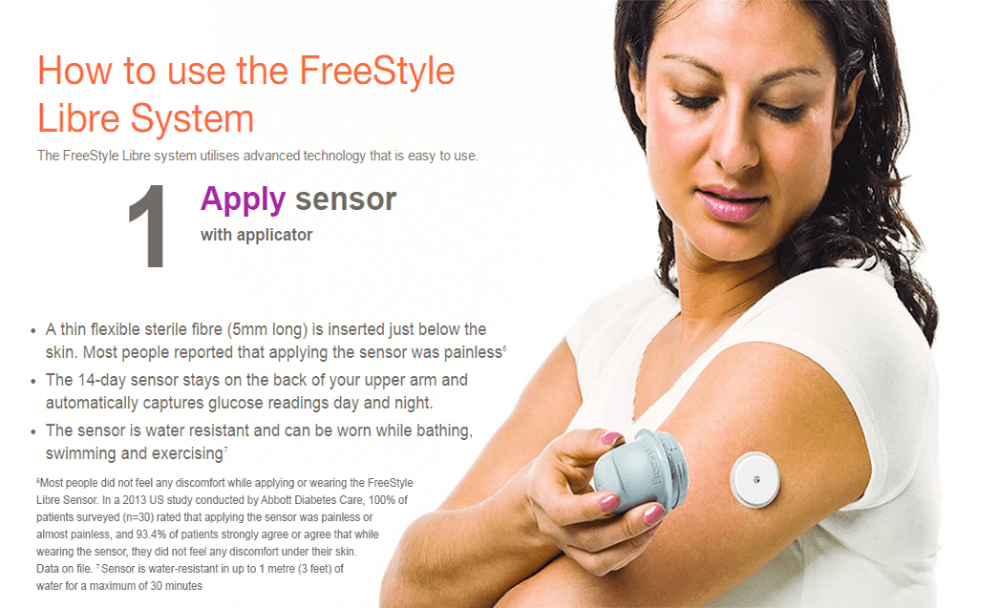 How to use the FreeStyle
Libre System
The FreeStyle Libre system utilises advanced technology that is easy to use.
1
Apply sensor
with applicator
• A thin flexible sterile fibre (5mm long) is inserted just below the
skin. Most people reported that applying the sensor was painless⁶
• The 14-day sensor stays on the back of your upper arm and
automatically captures glucose readings day and night.
• The sensor is water resistant and can be worn while bathing,
swimming and exercising⁷
⁶Most people did not feel any discomfort while applying or wearing the FreeStyle
Libre Sensor. In a 2013 US study conducted by Abbott Diabetes Care, 100% of
patients surveyed (n=30) rated that applying the sensor was painless or
almost painless, and 93.4% of patients strongly agree or agree that while
wearing the sensor, they did not feel any discomfort under their skin.
Data on file. ⁷ Sensor is water-resistant in up to 1 metre (3 feet) of
water for a maximum of 30 minutes
FreeStyle